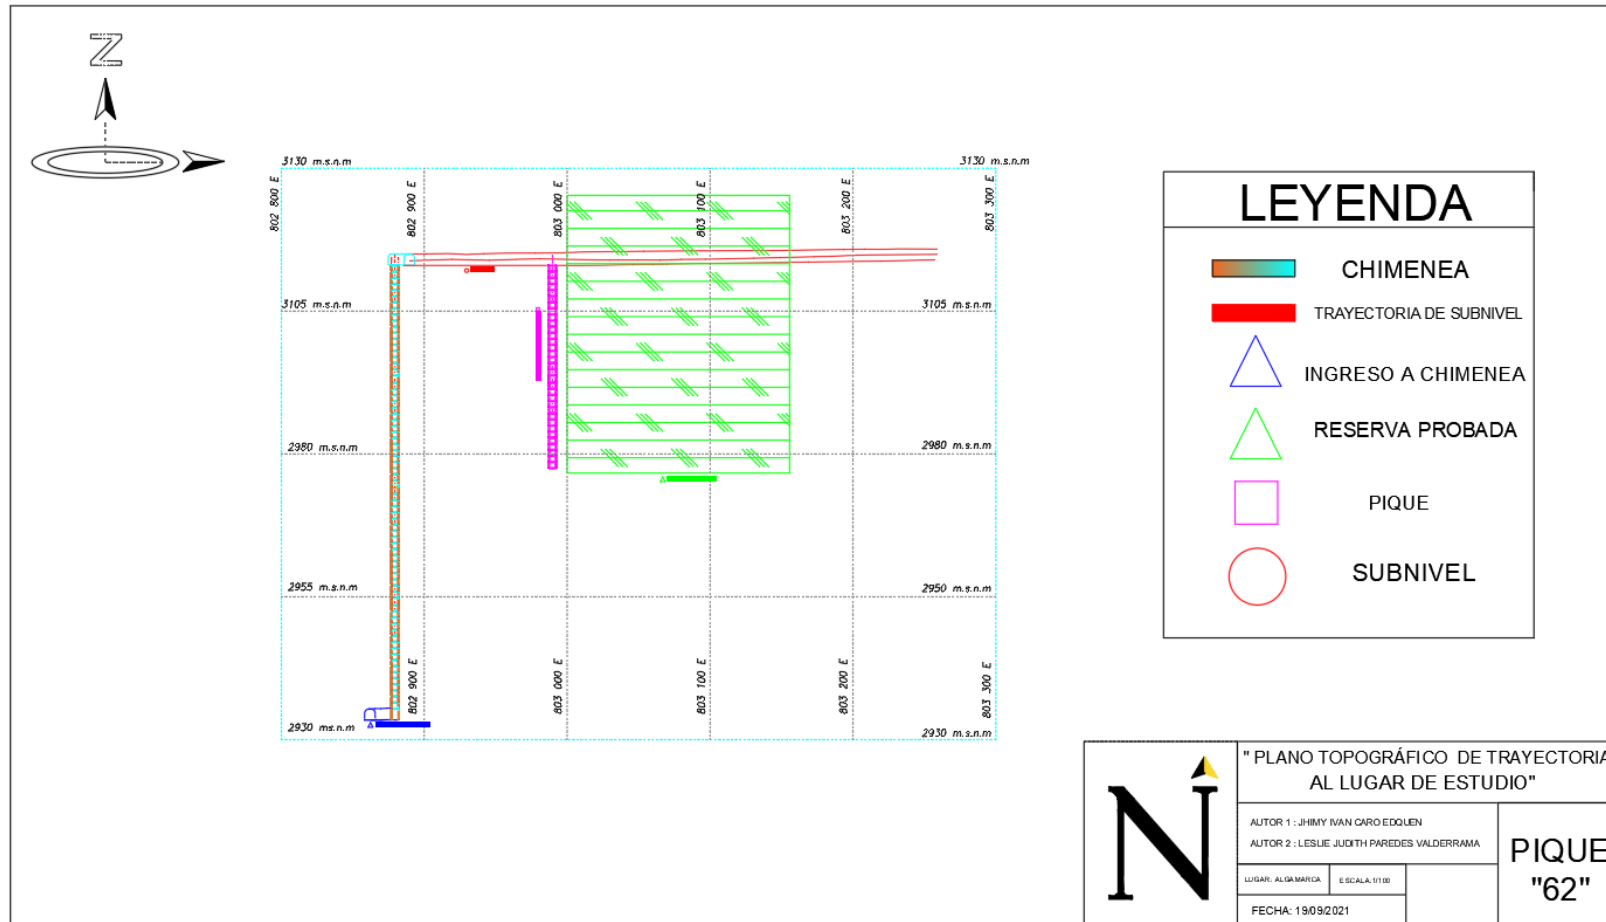 N
3130 m.s.n.m
3130 m.s.n.m
802 800 E
802 900 E
803 000 E
803 100 E
803 200 E
803 300 E
3105 m.s.n.m
3105 m.s.n.m
2980 m.s.n.m
2980 m.s.n.m
2955 m.s.n.m
2950 m.s.n.m
802 900 E
803 000 E
803 100 E
803 200 E
803 300 E
2930 ms.n.m
2930 m.s.n.m
LEYENDA
CHIMENEA
TRAYECTORIA DE SUBNIVEL
INGRESO A CHIMENEA
RESERVA PROBADA
PIQUE
SUBNIVEL
N
" PLANO TOPOGRÁFICO DE TRAYECTORIA
AL LUGAR DE ESTUDIO"
AUTOR 1 : JHIMY IVAN CARO EDQUEN
AUTOR 2 : LESLIE JUDITH PAREDES VALDERRAMA
LUGAR: ALGAMARCA
ESCALA:1/100
FECHA: 19/09/2021
PIQUE
"62"